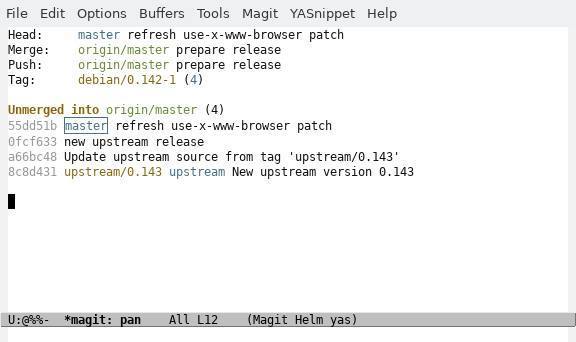 File Edit Options Buffers Tools Magit YASnippet Help
Head:     master refresh use-x-www-browser patch
Merge:    origin/master prepare release
Push:     origin/master prepare release
Tag:      debian/0.142-1 (4)
Unmerged into origin/master (4)
55dd51b master refresh use-x-www-browser patch
0fcf633 new upstream release
a66bc48 Update upstream source from tag 'upstream/0.143'
8c8d431 upstream/0.143 upstream New upstream version 0.143
U:@%%-  *magit: pan    All L12    (Magit Helm yas)